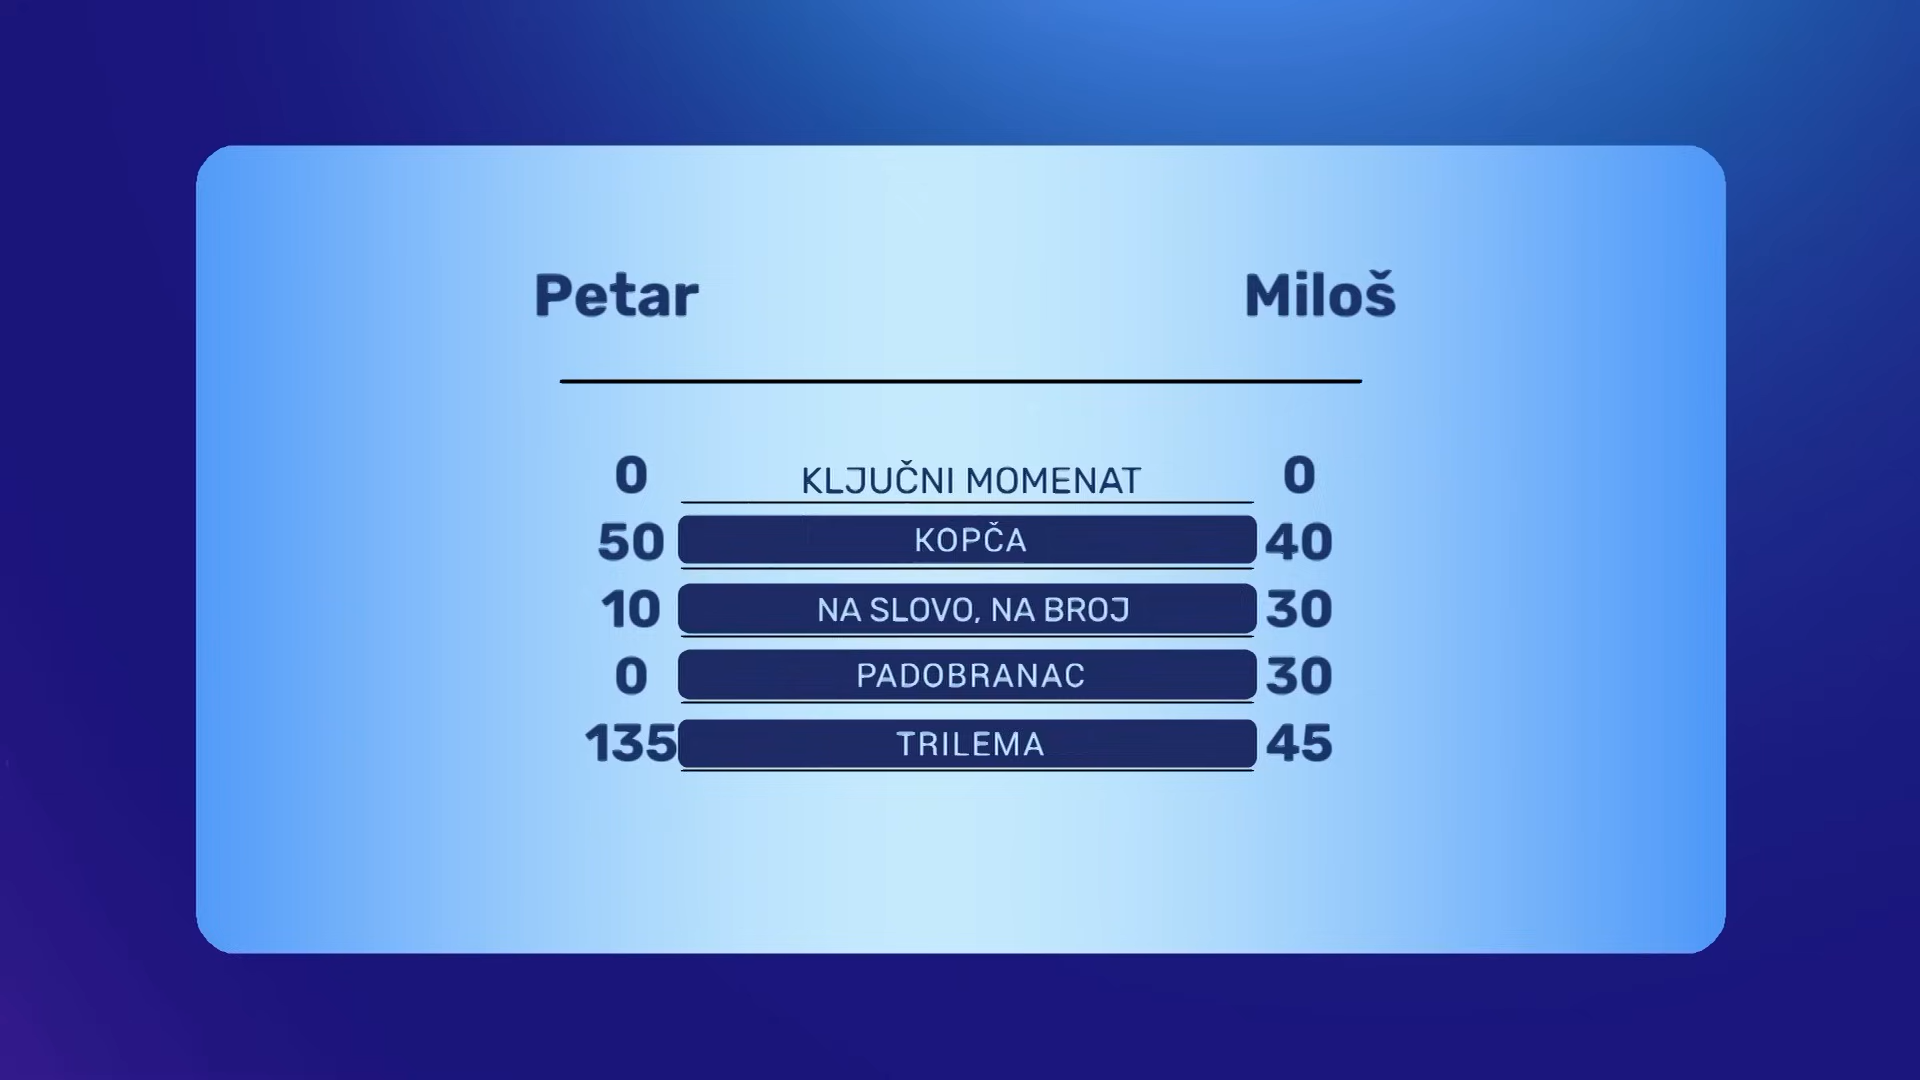 Petar Miloš
0 KLJUČNI MOMENAT 0
50 KOPČA 40
10 NA SLOVO, NA BROJ 30
0 PADOBRANAC 30
135 TRILEMA 45